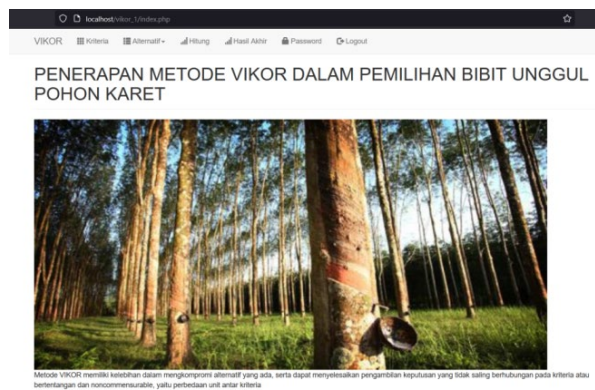 localhost/vikor_1/index.php
VIKOR Kriteria Alternatif Hitung Hasil Akhir Password Logout
PENERAPAN METODE VIKOR DALAM PEMILIHAN BIBIT UNGGUL
POHON KARET
Metode VIKOR memiliki kelebihan dalam mengkompromi alternatif yang ada, serta dapat menyelesaikan pengambilan keputusan yang tidak saling berhubungan pada kriteria atau
bertentangan dan noncommensurable, yaitu perbedaan unit antar kriteria